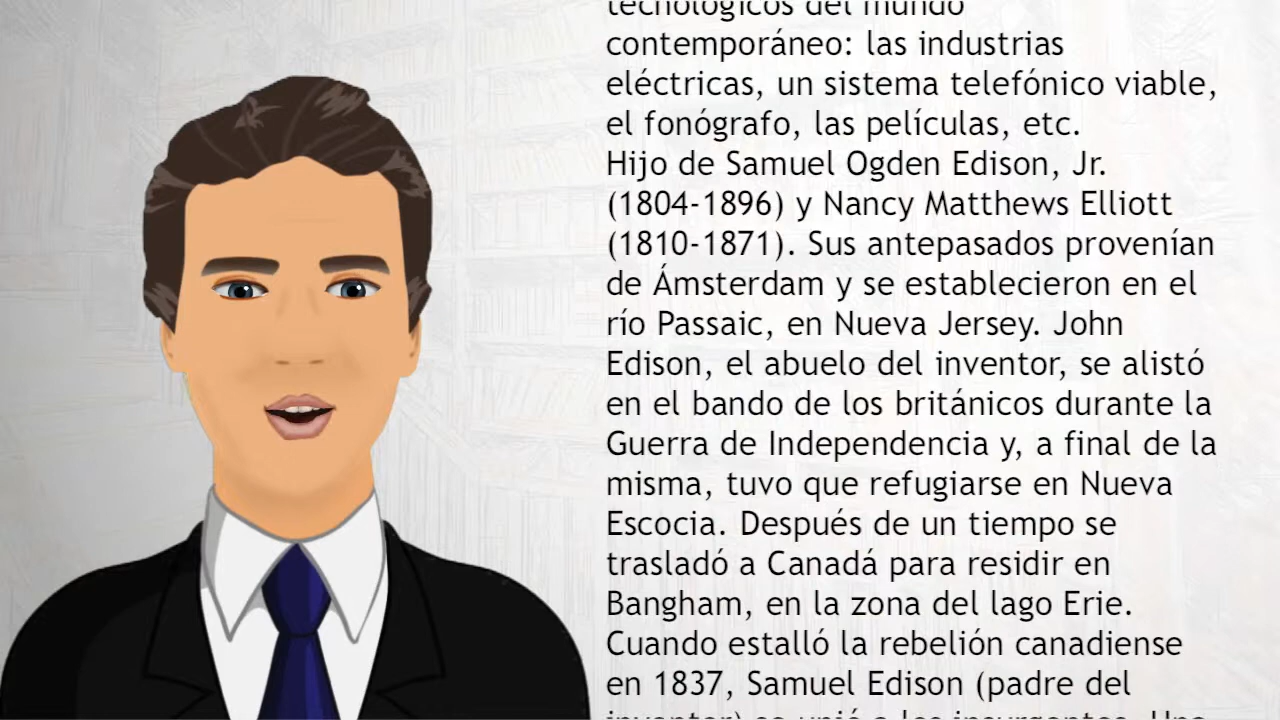 tecnológicos del mundo
contemporáneo: las industrias
eléctricas, un sistema telefónico viable,
el fonógrafo, las películas, etc.
Hijo de Samuel Ogden Edison, Jr.
(1804-1896) y Nancy Matthews Elliott
(1810-1871). Sus antepasados provenían
de Ámsterdam y se establecieron en el
río Passaic, en Nueva Jersey. John
Edison, el abuelo del inventor, se alistó
en el bando de los británicos durante la
Guerra de Independencia y, a final de la
misma, tuvo que refugiarse en Nueva
Escocia. Después de un tiempo se
trasladó a Canadá para residir en
Bangham, en la zona del lago Erie.
Cuando estalló la rebelión canadiense
en 1837, Samuel Edison (padre del